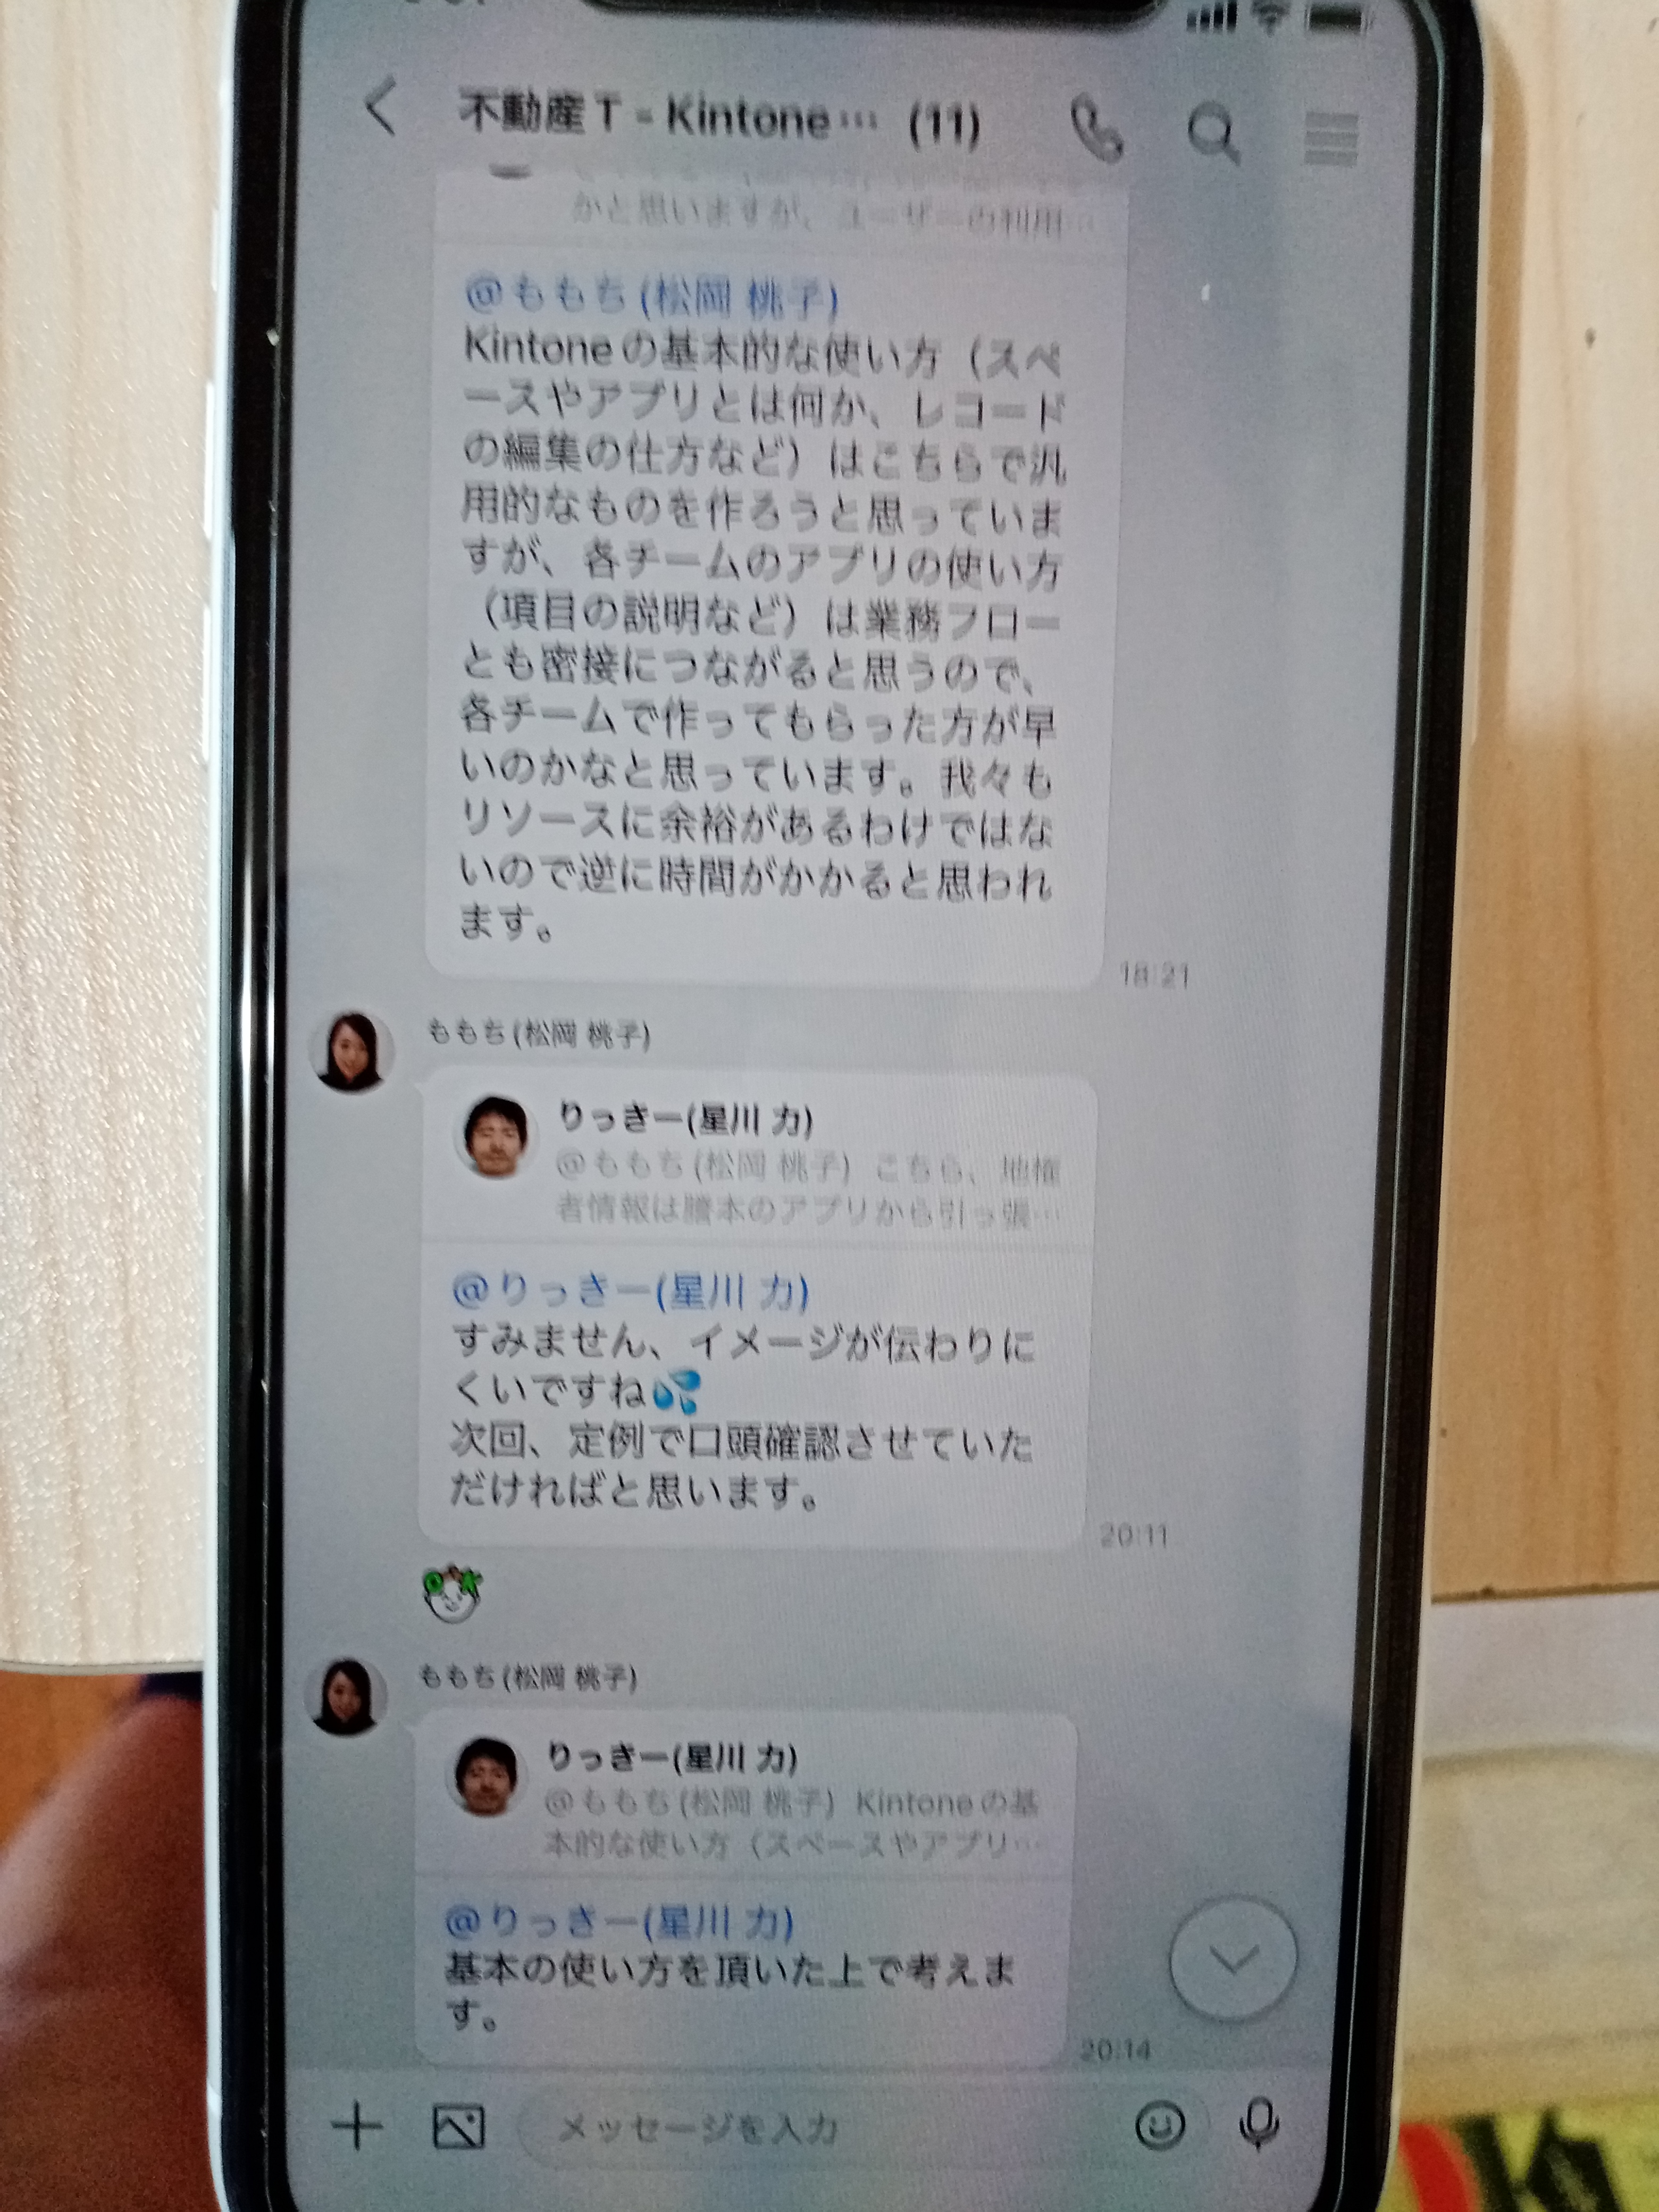 不動産T-Kintone… (11)
かと思いますが、ユーザーの利用…
@ももち(松岡 桃子)
Kintoneの基本的な使い方（スペ
ースやアプリとは何か、レコード
の編集の仕方など）はこちらで汎
用的なものを作ろうと思っていま
すが、各チームのアプリの使い方
（項目の説明など）は業務フロー
とも密接につながると思うので、
各チームで作ってもらった方が早
いのかなと思っています。我々も
リソースに余裕があるわけではな
いので逆に時間がかかると思われ
ます。
18:21
ももち(松岡 桃子)
りっきー(星川 力)
@ももち(松岡 桃子) こちら、地権
者情報は謄本のアプリから引っ張…
@りっきー(星川 力)
すみません、イメージが伝わりに
くいですね💦
次回、定例で口頭確認させていた
だければと思います。
20:11
ももち(松岡 桃子)
りっきー(星川 力)
@ももち(松岡 桃子) Kintoneの基
本的な使い方（スペースやアプリ…
@りっきー(星川 力)
基本の使い方を頂いた上で考えま
す。
20:14
メッセージを入力